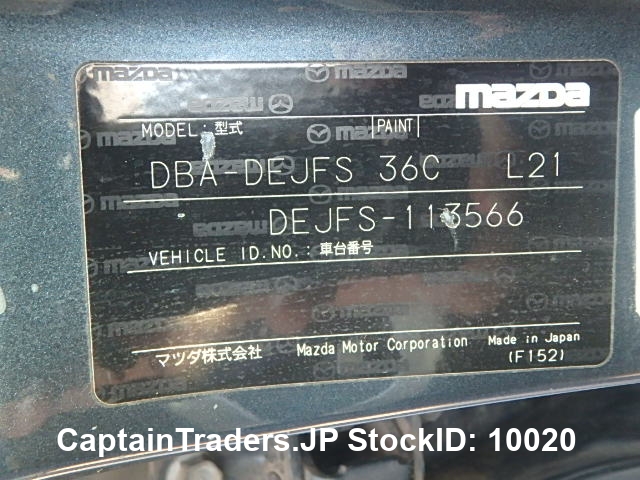 mazda
MODEL: 型式 PAINT
DBA-DEJFS 36C L21
DEJFS-113566
VEHICLE ID.NO.: 車台番号
マツダ株式会社 Mazda Motor Corporation Made in Japan
(F152)
CaptainTraders.JP StockID: 10020